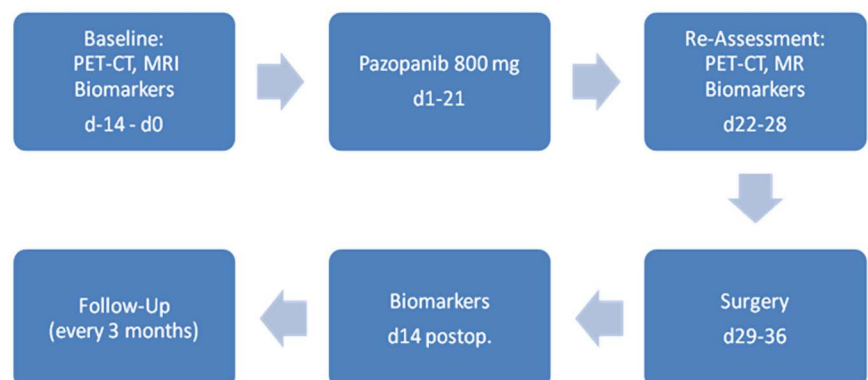 Baseline:
PET-CT, MRI
Biomarkers
d-14 - d0
Pazopanib 800 mg
d1-21
Re-Assessment:
PET-CT, MR
Biomarkers
d22-28
Surgery
d29-36
Biomarkers
d14 postop.
Follow-Up
(every 3 months)